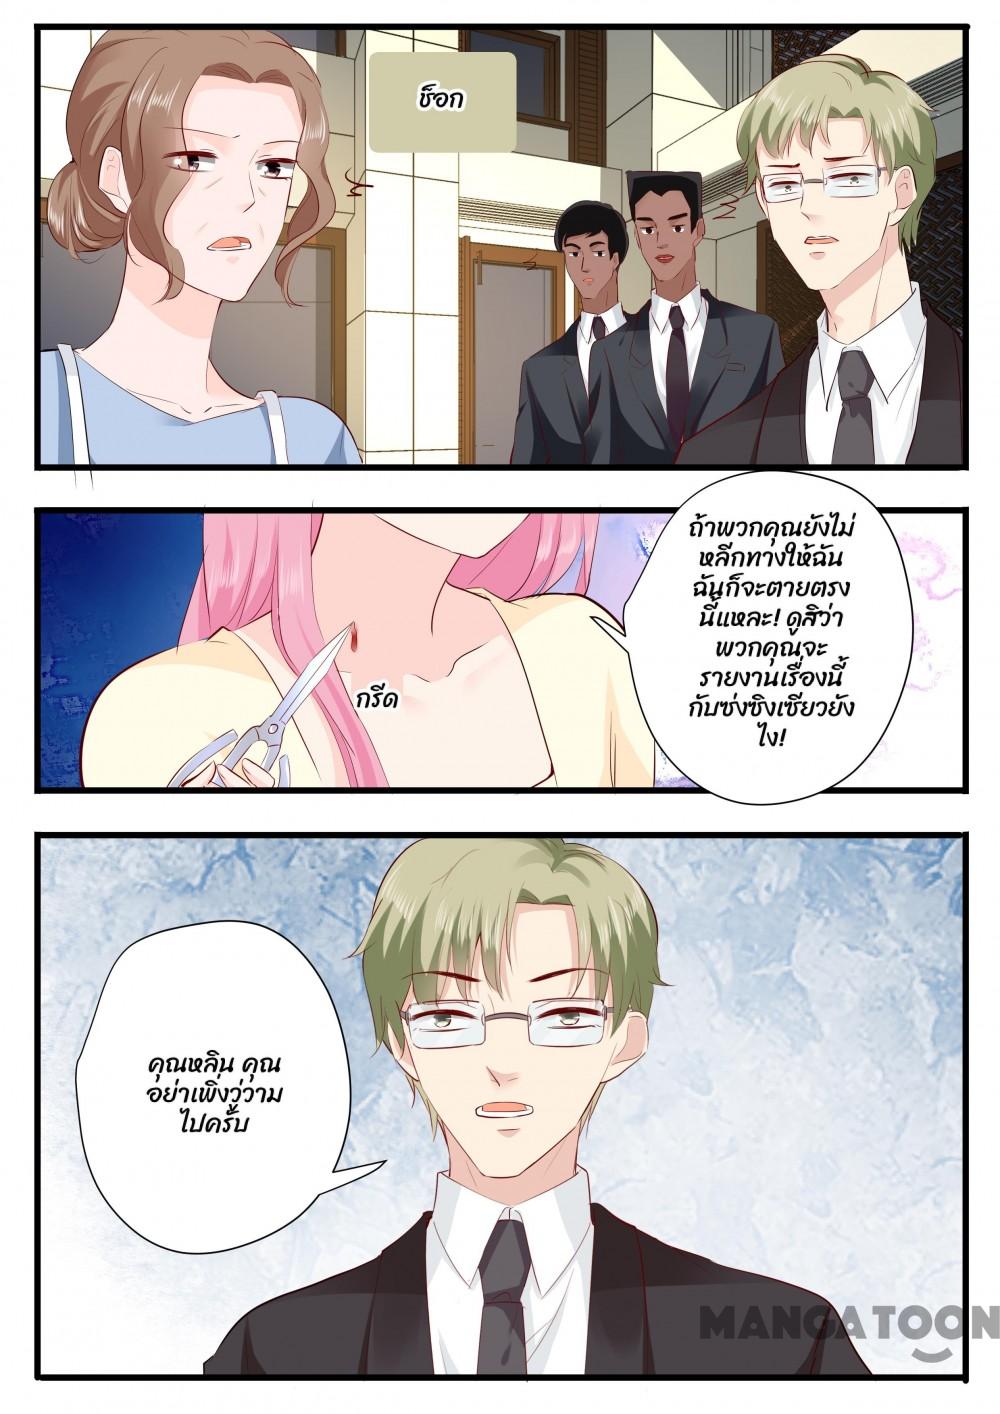 ช็อก
ถ้าพวกคุณยังไม่
หลีกทางให้ฉัน
ฉันก็จะตายตรง
นี้แหละ! ดูสิว่า
พวกคุณจะ
รายงานเรื่องนี้
กับซ่งชิงเซียวยัง
ไง!
กรีด
คุณหลิน คุณ
อย่าเพิ่งวู่วาม
ไปครับ
MANGATOON